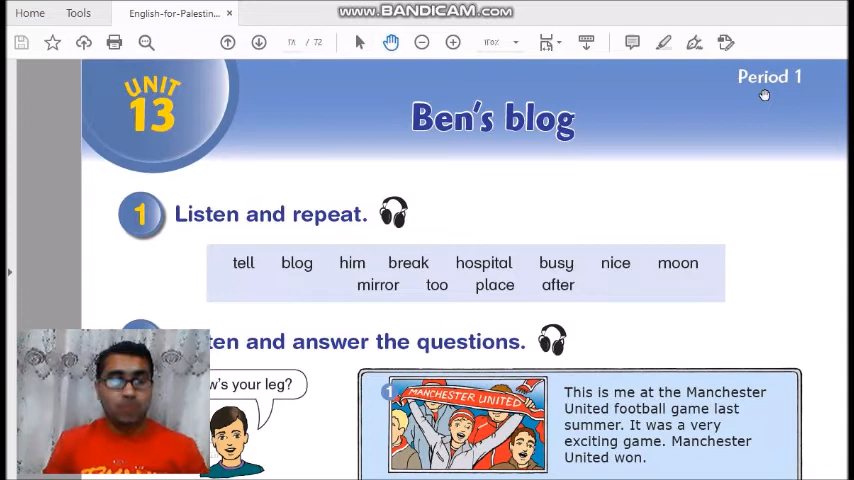 www.BANDICAM.com
Home
Tools
English-for-Palestin...
/ 72
Period 1
UNIT
13
Ben's blog
1 Listen and repeat.
tell blog him break hospital busy nice moon
mirror too place after
ten and answer the questions.
w's your leg?
1
MANCHESTER UNITED
This is me at the Manchester
United football game last
summer. It was a very
exciting game. Manchester
United won.